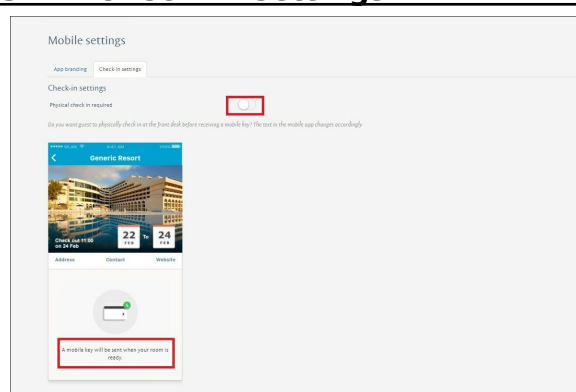 Mobile settings
App branding Check-in settings
Check-in settings
Physical check in required
Do you want guest to physically check in at the front desk before receiving a mobile key? The text in the mobile app changes accordingly
9:41 AM
Generic Resort
Check out 11:00
on 24 Feb
22 To 24
FEB FEB
Address Contact Website
A mobile key will be sent when your room is
ready.